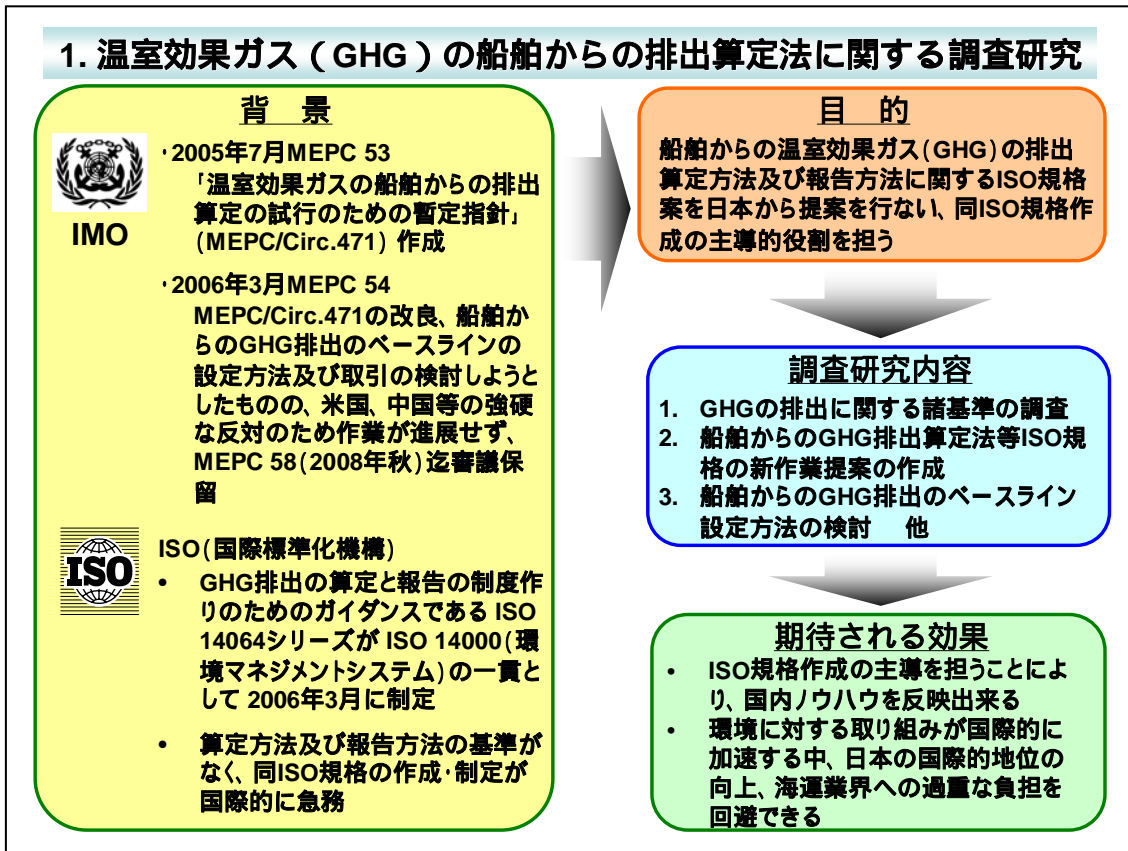 1. 温室効果ガス（GHG）の船舶からの排出算定法に関する調査研究
背　景
IMO
・2005年7月MEPC 53
「温室効果ガスの船舶からの排出
算定の試行のための暫定指針」
(MEPC/Circ.471) 作成
・2006年3月MEPC 54
MEPC/Circ.471の改良、船舶か
らのGHG排出のベースラインの
設定方法及び取引の検討しようと
したものの、米国、中国等の強硬
な反対のため作業が進展せず、
MEPC 58(2008年秋)迄審議保
留
ISO
ISO(国際標準化機構)
• GHG排出の算定と報告の制度作
りのためのガイダンスである ISO
14064シリーズが ISO 14000(環
境マネジメントシステム)の一貫と
して 2006年3月に制定
• 算定方法及び報告方法の基準が
なく、同ISO規格の作成・制定が
国際的に急務
目　的
船舶からの温室効果ガス(GHG)の排出
算定方法及び報告方法に関するISO規格
案を日本から提案を行ない、同ISO規格作
成の主導的役割を担う
調査研究内容
1. GHGの排出に関する諸基準の調査
2. 船舶からのGHG排出算定法等ISO規
格の新作業提案の作成
3. 船舶からのGHG排出のベースライン
設定方法の検討　他
期待される効果
• ISO規格作成の主導を担うことによ
り、国内ノウハウを反映出来る
• 環境に対する取り組みが国際的に
加速する中、日本の国際的地位の
向上、海運業界への過重な負担を
回避できる